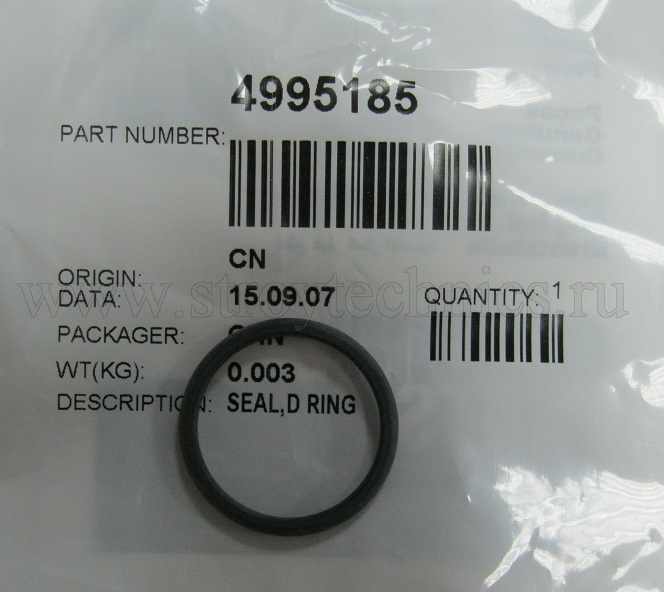 4995185
PART NUMBER:
CN
ORIGIN:
DATA: 15.09.07
QUANTITY: 1
www.stroytechnics.ru
PACKAGER:
WT(KG): 0.003
DESCRIPTION: SEAL,D RING